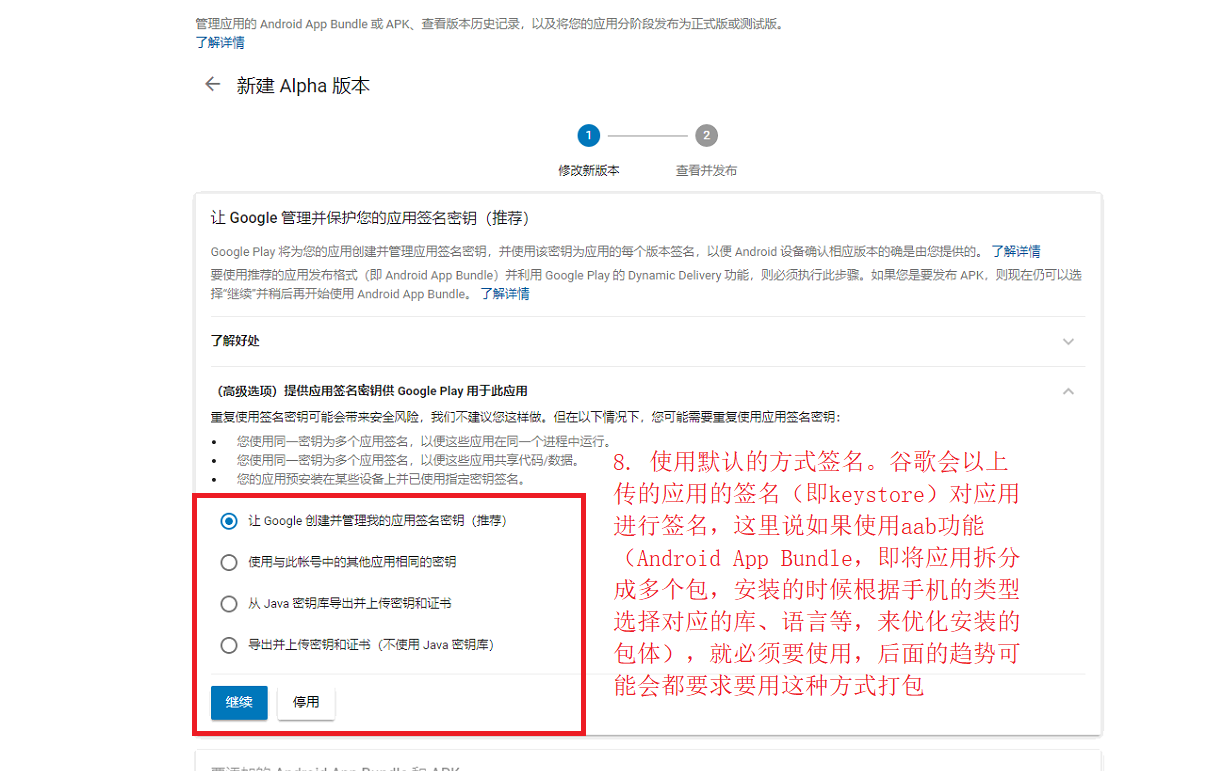 管理应用的 Android App Bundle 或 APK、查看版本历史记录，以及将您的应用分阶段发布为正式版或测试版。
了解详情
新建 Alpha 版本
1
2
修改新版本
查看并发布
让 Google 管理并保护您的应用签名密钥（推荐）
Google Play 将为您的应用创建并管理应用签名密钥，并使用该密钥为应用的每个版本签名，以便 Android 设备确认相应版本的确是由您提供的。 了解详情
要使用推荐的应用发布格式（即 Android App Bundle）并利用 Google Play 的 Dynamic Delivery 功能，则必须执行此步骤。如果您是要发布 APK，则现在仍可以选
择“继续”并稍后再开始使用 Android App Bundle。 了解详情
了解好处
（高级选项）提供应用签名密钥供 Google Play 用于此应用
重复使用签名密钥可能会带来安全风险，我们不建议您这样做。但在以下情况下，您可能需要重复使用应用签名密钥：
• 您使用同一密钥为多个应用签名，以便这些应用在同一个进程中运行。
• 您使用同一密钥为多个应用签名，以便这些应用共享代码/数据。
• 您的应用预安装在某些设备上并已使用指定密钥签名。
让 Google 创建并管理我的应用签名密钥（推荐）
使用与此帐号中的其他应用相同的密钥
从 Java 密钥库导出并上传密钥和证书
导出并上传密钥和证书（不使用 Java 密钥库）
继续
停用
8. 使用默认的方式签名。谷歌会以上
传的应用的签名（即keystore）对应用
进行签名，这里说如果使用aab功能
（Android App Bundle，即将应用拆分
成多个包，安装的时候根据手机的类型
选择对应的库、语言等，来优化安装的
包体），就必须要使用，后面的趋势可
能会都要求要用这种方式打包
要添加的 Android App Bundle 和 APK